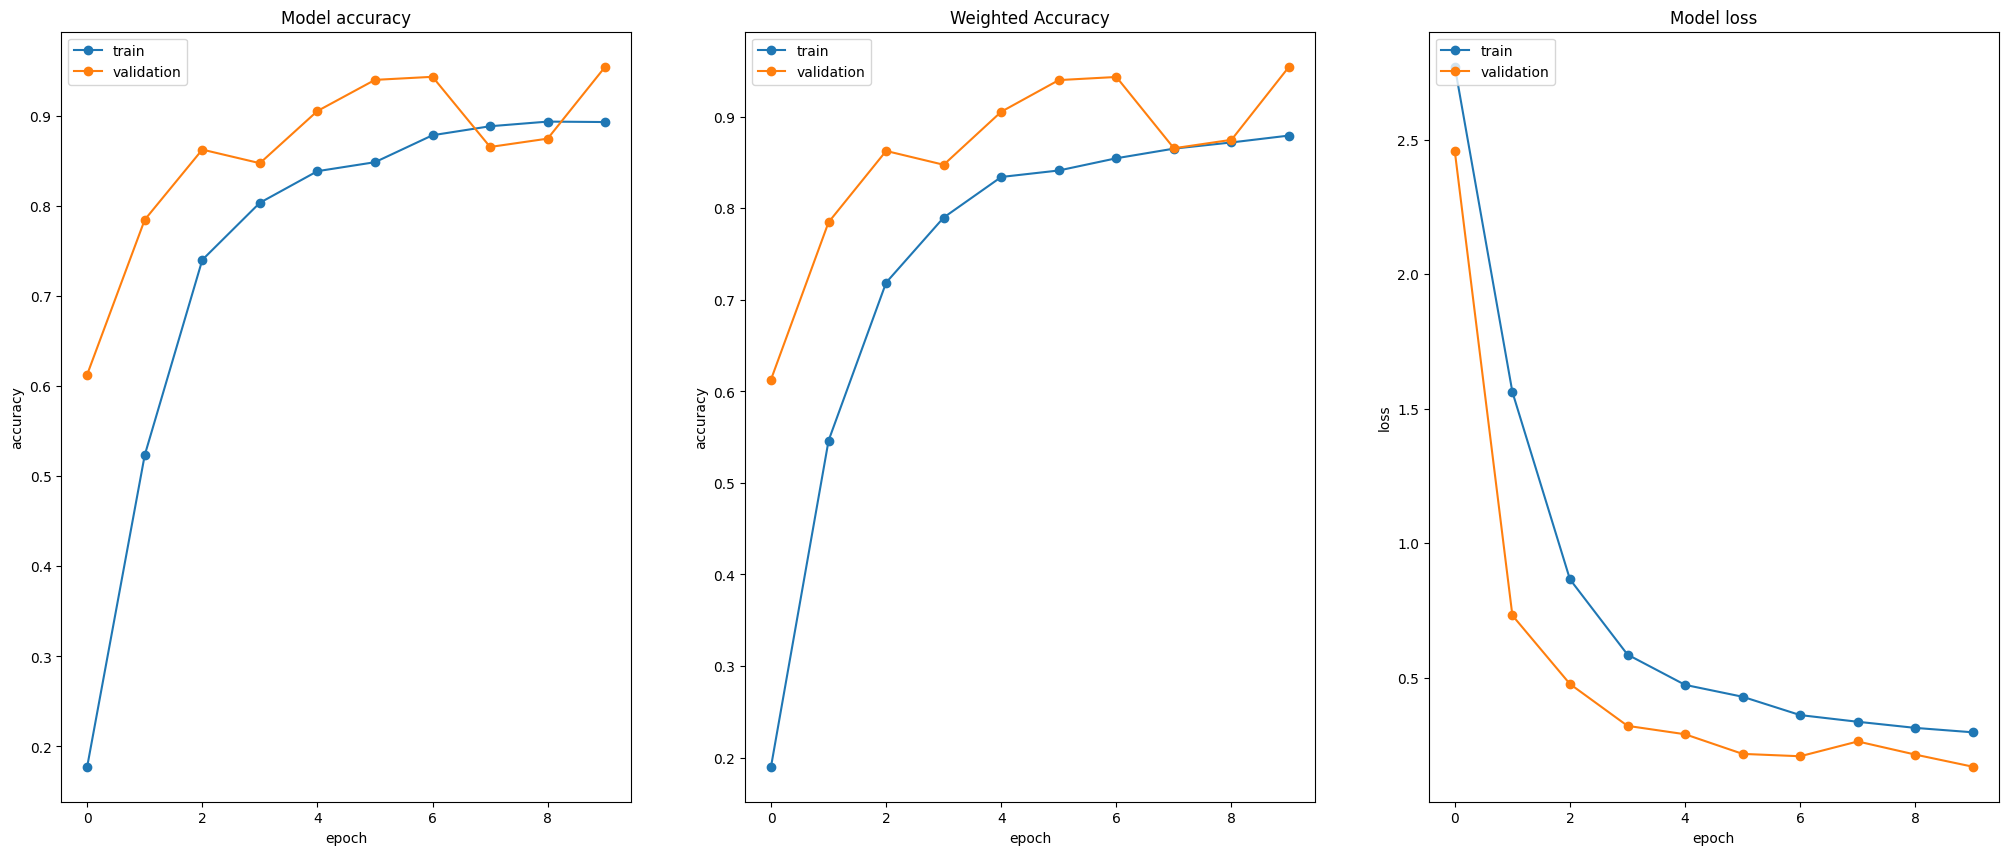 Model accuracy
train
validation
0.9
0.8
0.7
0.6
0.5
0.4
0.3
0.2
accuracy
0 2 4 6 8
epoch
Weighted Accuracy
train
validation
0.9
0.8
0.7
0.6
0.5
0.4
0.3
0.2
accuracy
0 2 4 6 8
epoch
Model loss
train
validation
2.5
2.0
1.5
1.0
0.5
loss
0 2 4 6 8
epoch